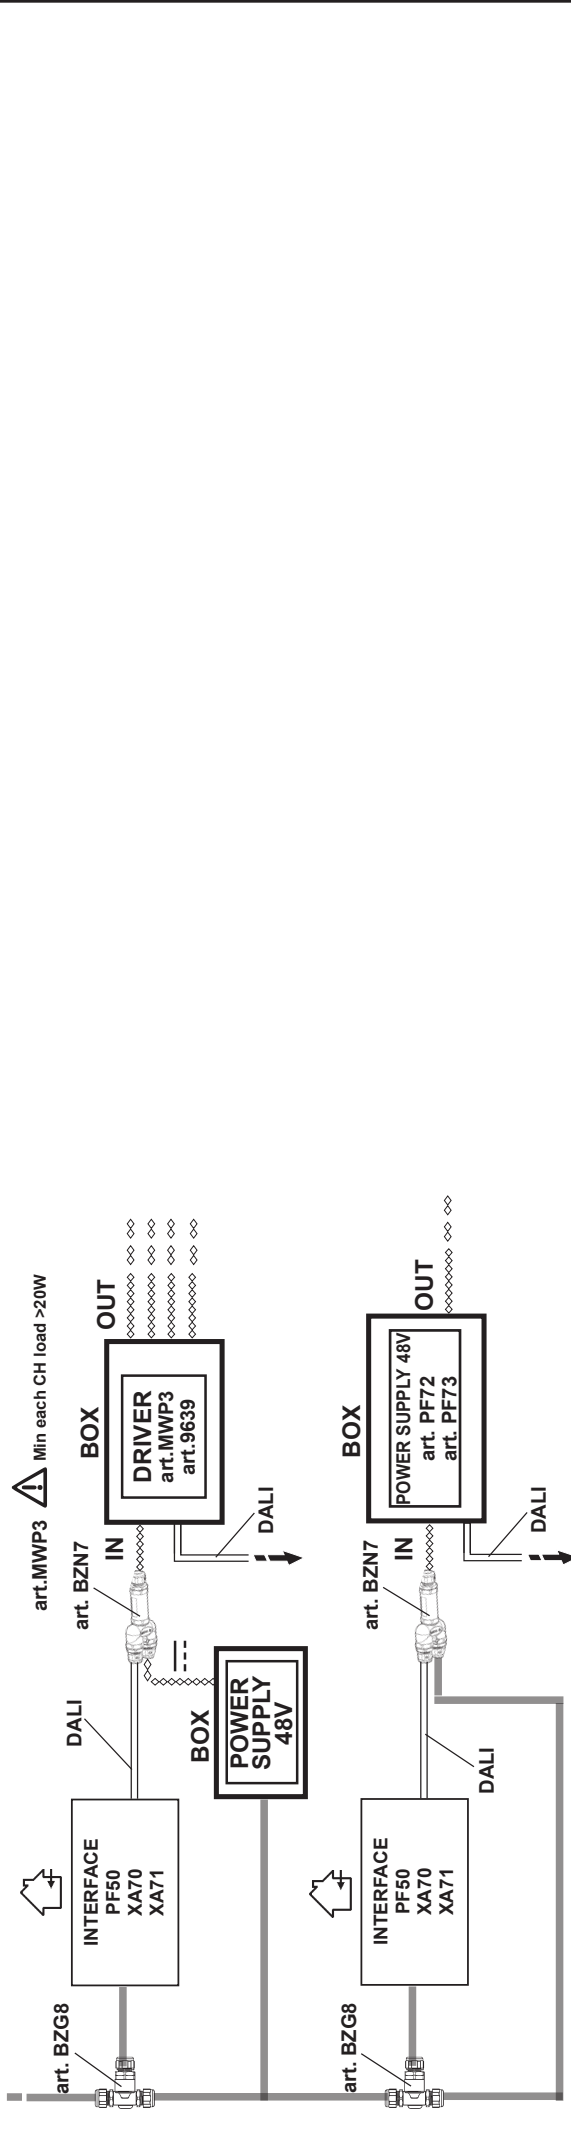 art.MWP3
Min each CH load >20W
art. BZG8
INTERFACE
PF50
XA70
XA71
DALI
art. BZN7
IN
BOX
DRIVER
art.MWP3
art.9639
OUT
DALI
BOX
POWER
SUPPLY
48V
art. BZG8
INTERFACE
PF50
XA70
XA71
DALI
art. BZN7
IN
BOX
POWER SUPPLY 48V
art. PF72
art. PF73
OUT
DALI